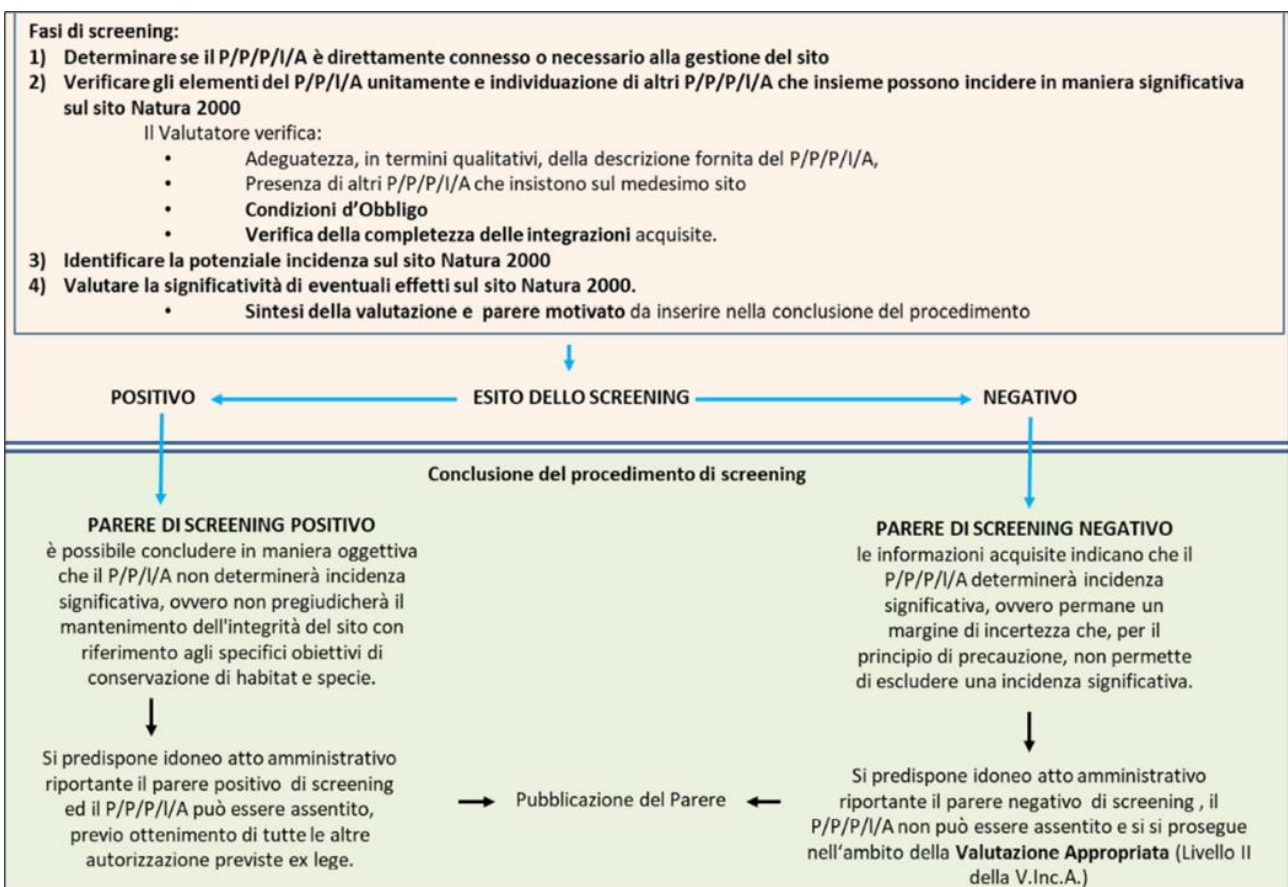 Fasi di screening:
1) Determinare se il P/P/P/I/A è direttamente connesso o necessario alla gestione del sito
2) Verificare gli elementi del P/P/I/A unitamente e individuazione di altri P/P/P/I/A che insieme possono incidere in maniera significativa
sul sito Natura 2000
Il Valutatore verifica:
• Adeguatezza, in termini qualitativi, della descrizione fornita del P/P/P/I/A,
• Presenza di altri P/P/P/I/A che insistono sul medesimo sito
• Condizioni d'Obbligo
• Verifica della completezza delle integrazioni acquisite.
3) Identificare la potenziale incidenza sul sito Natura 2000
4) Valutare la significatività di eventuali effetti sul sito Natura 2000.
• Sintesi della valutazione e parere motivato da inserire nella conclusione del procedimento
POSITIVO
ESITO DELLO SCREENING
NEGATIVO
Conclusione del procedimento di screening
PARERE DI SCREENING POSITIVO
è possibile concludere in maniera oggettiva
che il P/P/I/A non determinerà incidenza
significativa, ovvero non pregiudicherà il
mantenimento dell'integrità del sito con
riferimento agli specifici obiettivi di
conservazione di habitat e specie.
Si predispone idoneo atto amministrativo
riportante il parere positivo di screening
ed il P/P/P/I/A può essere assentito,
previo ottenimento di tutte le altre
autorizzazione previste ex lege.
Pubblicazione del Parere
PARERE DI SCREENING NEGATIVO
le informazioni acquisite indicano che il
P/P/P/I/A determinerà incidenza
significativa, ovvero permane un
margine di incertezza che, per il
principio di precauzione, non permette
di escludere una incidenza significativa.
Si predispone idoneo atto amministrativo
riportante il parere negativo di screening , il
P/P/P/I/A non può essere assentito e si si prosegue
nell'ambito della Valutazione Appropriata (Livello II
della V.Inc.A.)